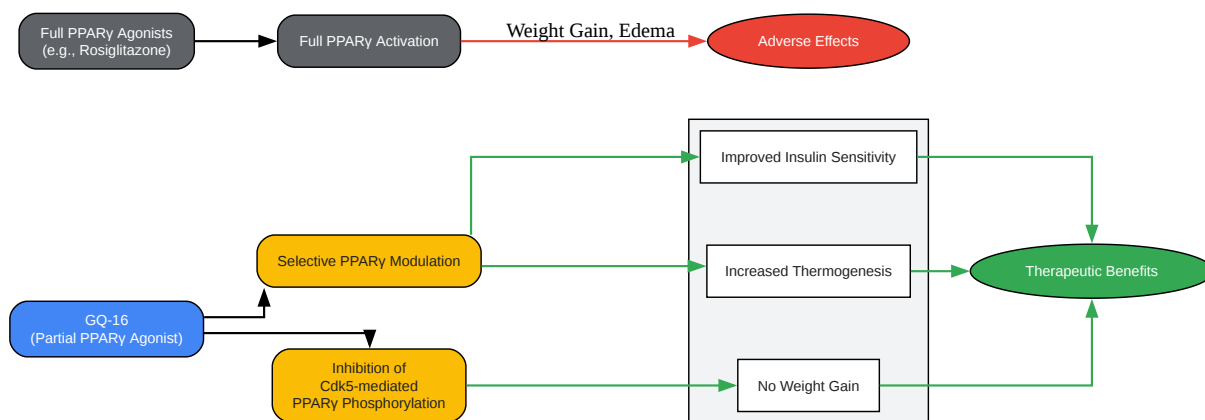 Full PPARγ Agonists
(e.g., Rosiglitazone)
Full PPARγ Activation
Weight Gain, Edema
Adverse Effects
Improved Insulin Sensitivity
Selective PPARγ Modulation
Increased Thermogenesis
Therapeutic Benefits
GQ-16
(Partial PPARγ Agonist)
Inhibition of
Cdk5-mediated
PPARγ Phosphorylation
No Weight Gain